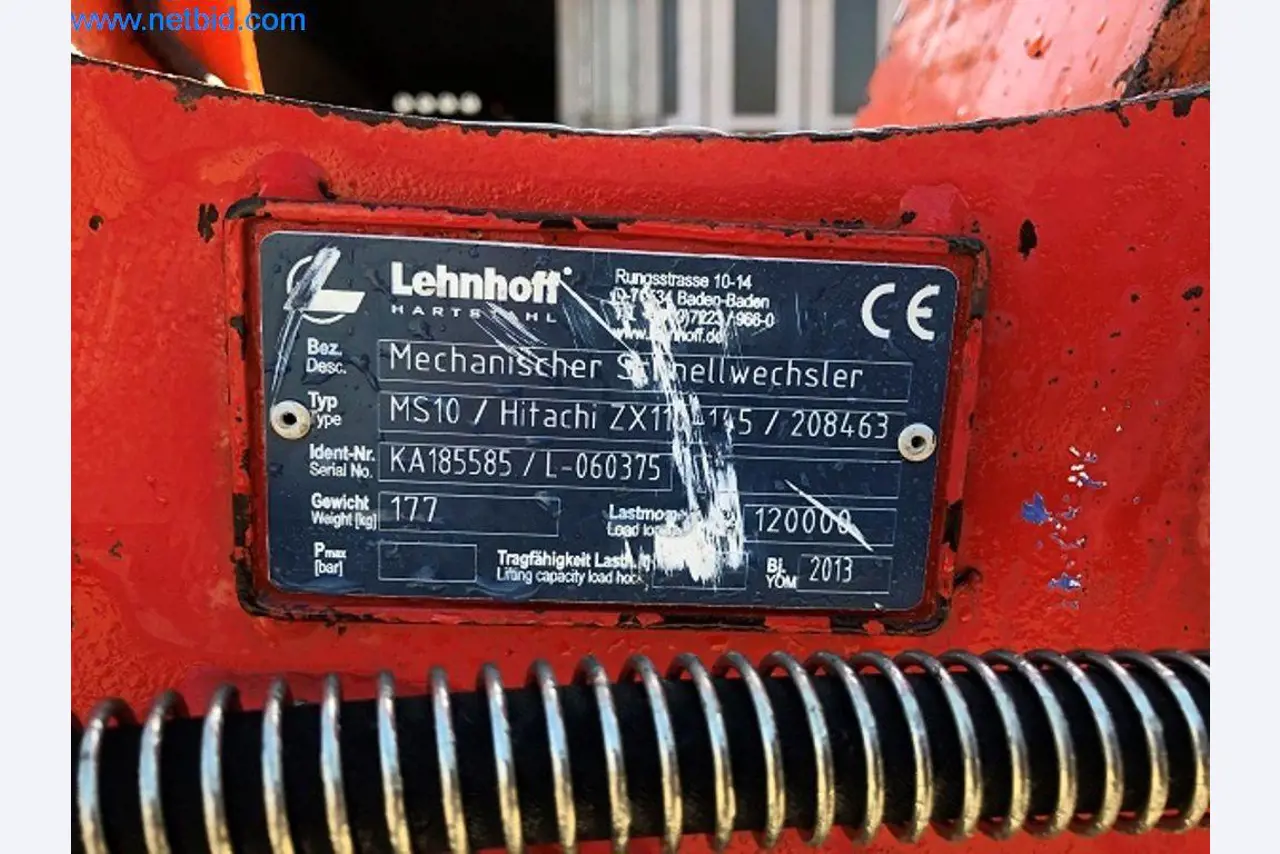 www.netbid.com
Lehnhoff
HARTSTAHL
Rungsstrasse 10-14
Baden-Baden
CE
Bez.
Desc.
Mechanischer
Typ
Type
MS10 / Hitachi / 208463
Ident-Nr.
Serial No.
KA185585 / L-060375
Gewicht
Weight [kg]
177
120000
Pmax
[bar]
Tragfähigkeit
Lifting capacity load
Bj.
YOM
2013